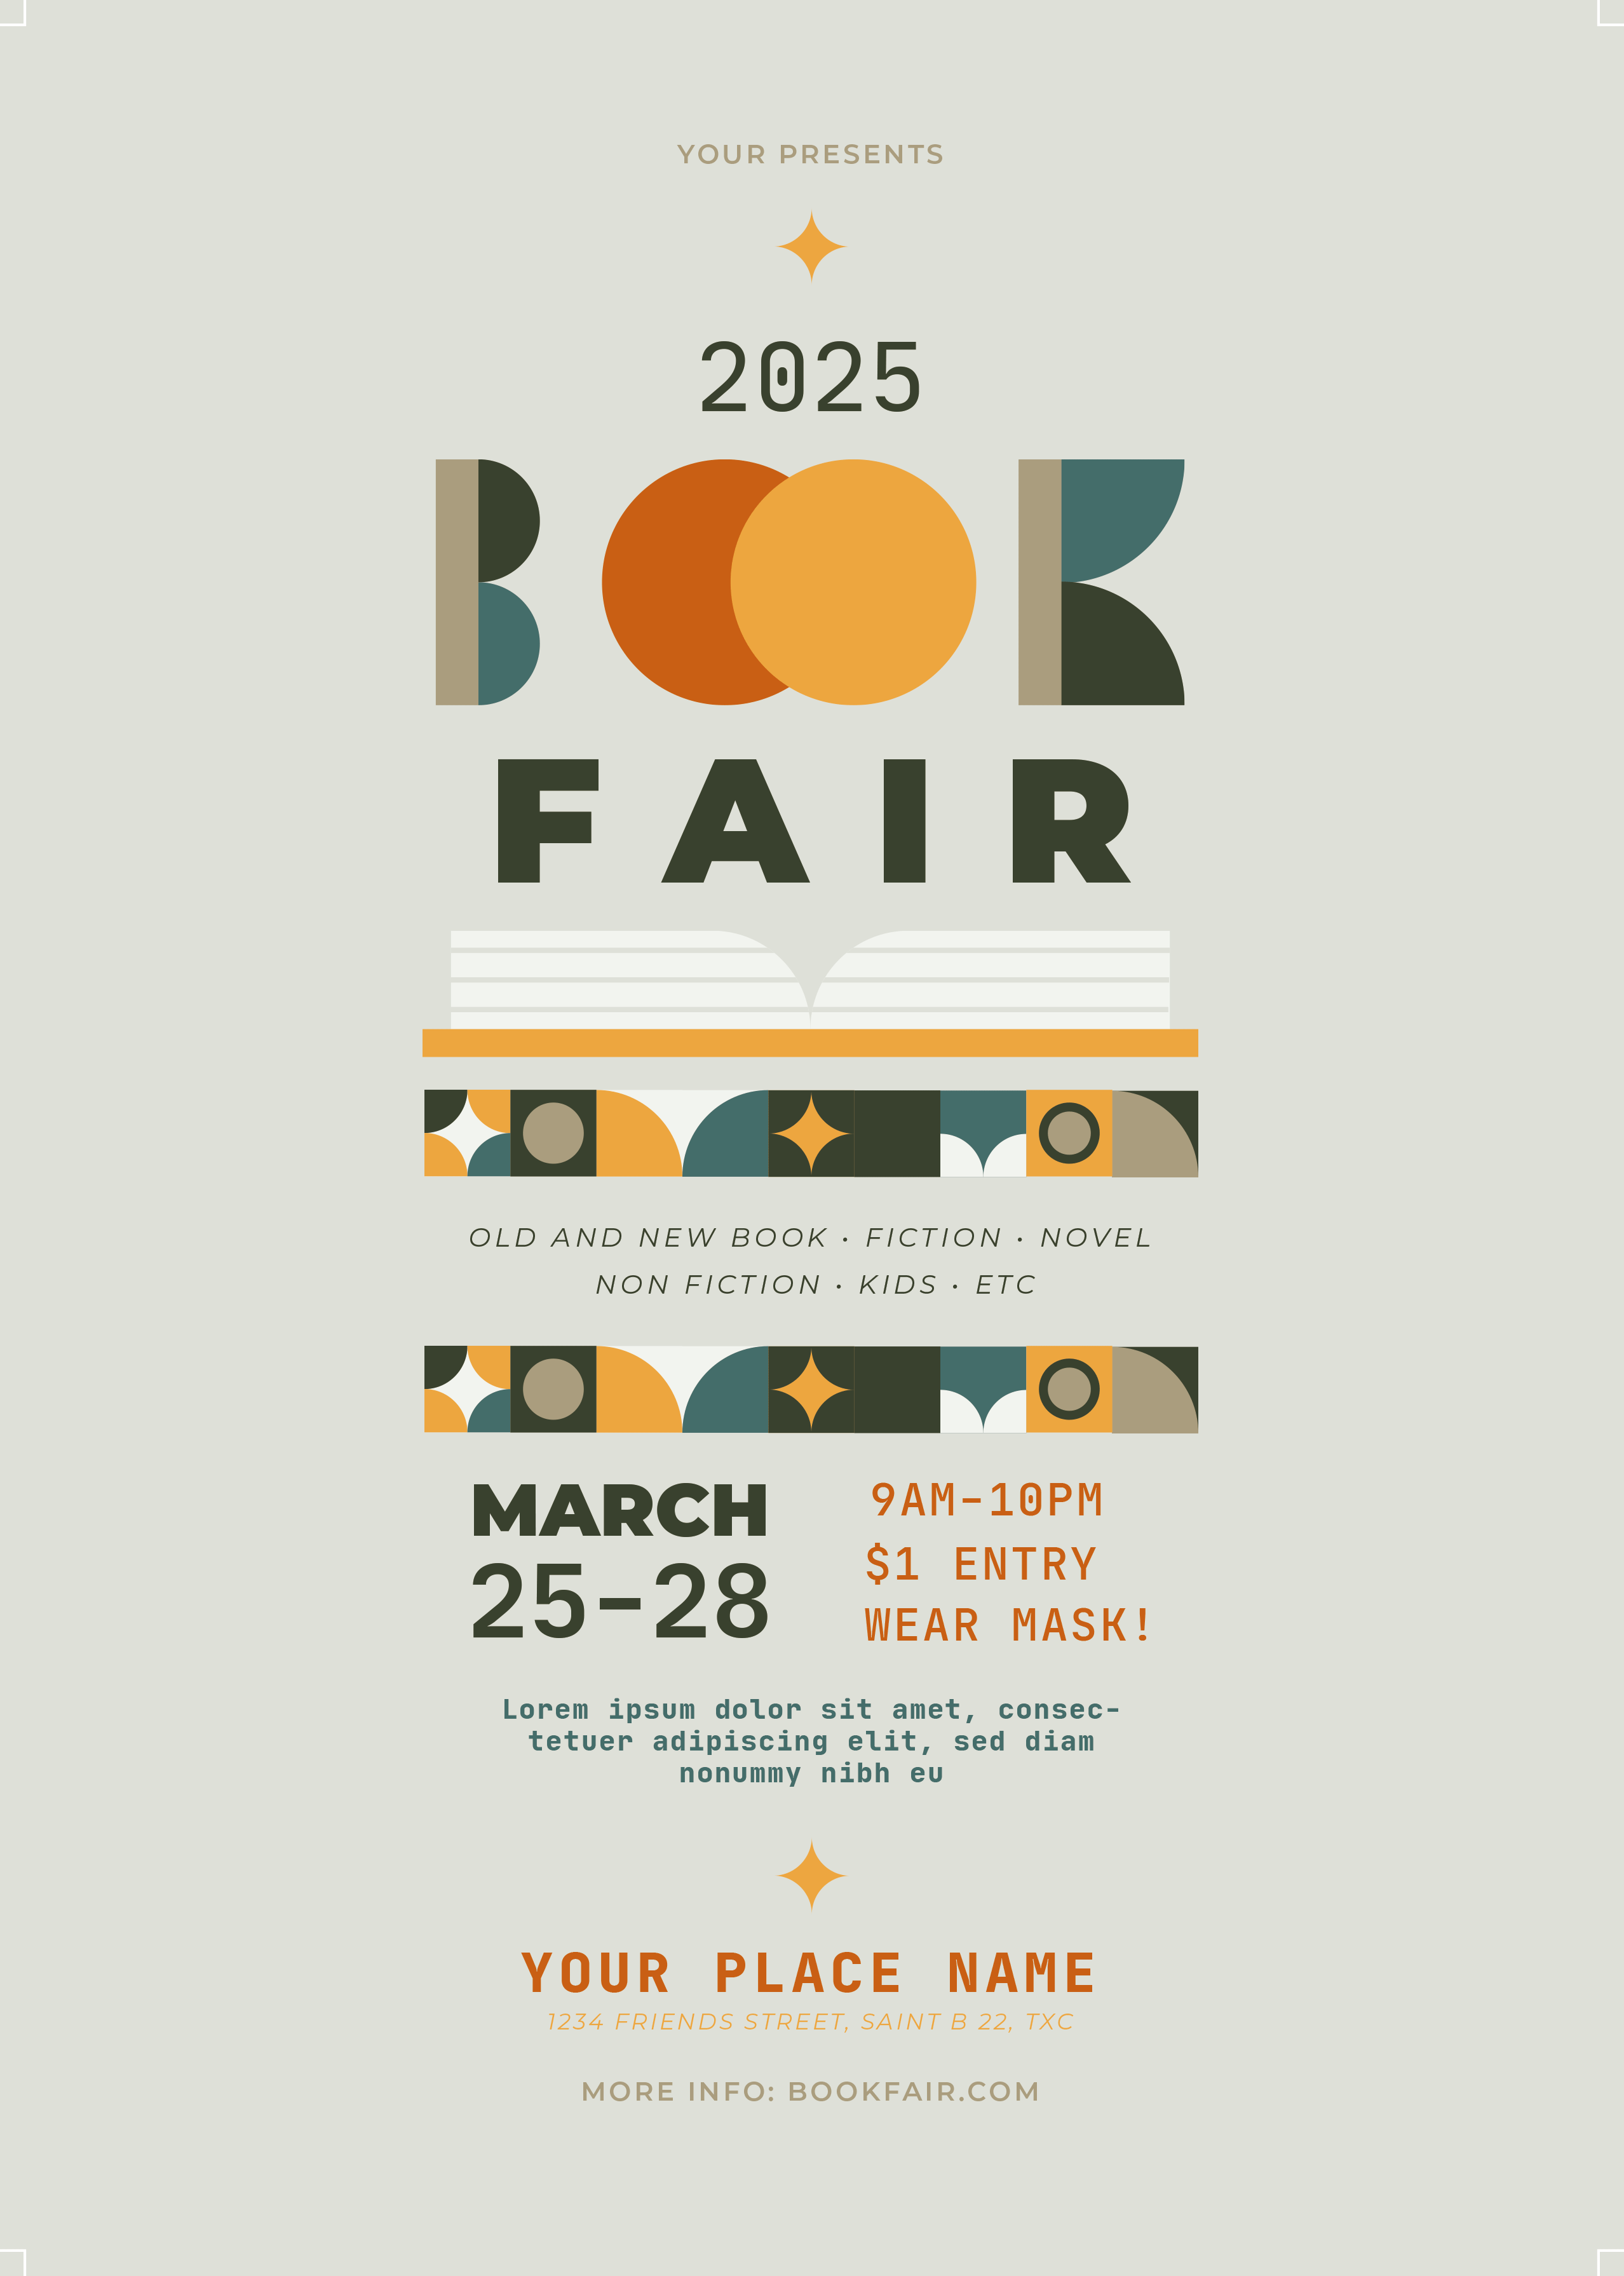 YOUR PRESENTS
2025
BOOK
FAIR
OLD AND NEW BOOK • FICTION • NOVEL
NON FICTION • KIDS • ETC
MARCH
25-28
9AM-10PM
$1 ENTRY
WEAR MASK!
Lorem ipsum dolor sit amet, consec-
tetuer adipiscing elit, sed diam
nonummy nibh eu
YOUR PLACE NAME
1234 FRIENDS STREET, SAINT B 22, TXC
MORE INFO: BOOKFAIR.COM